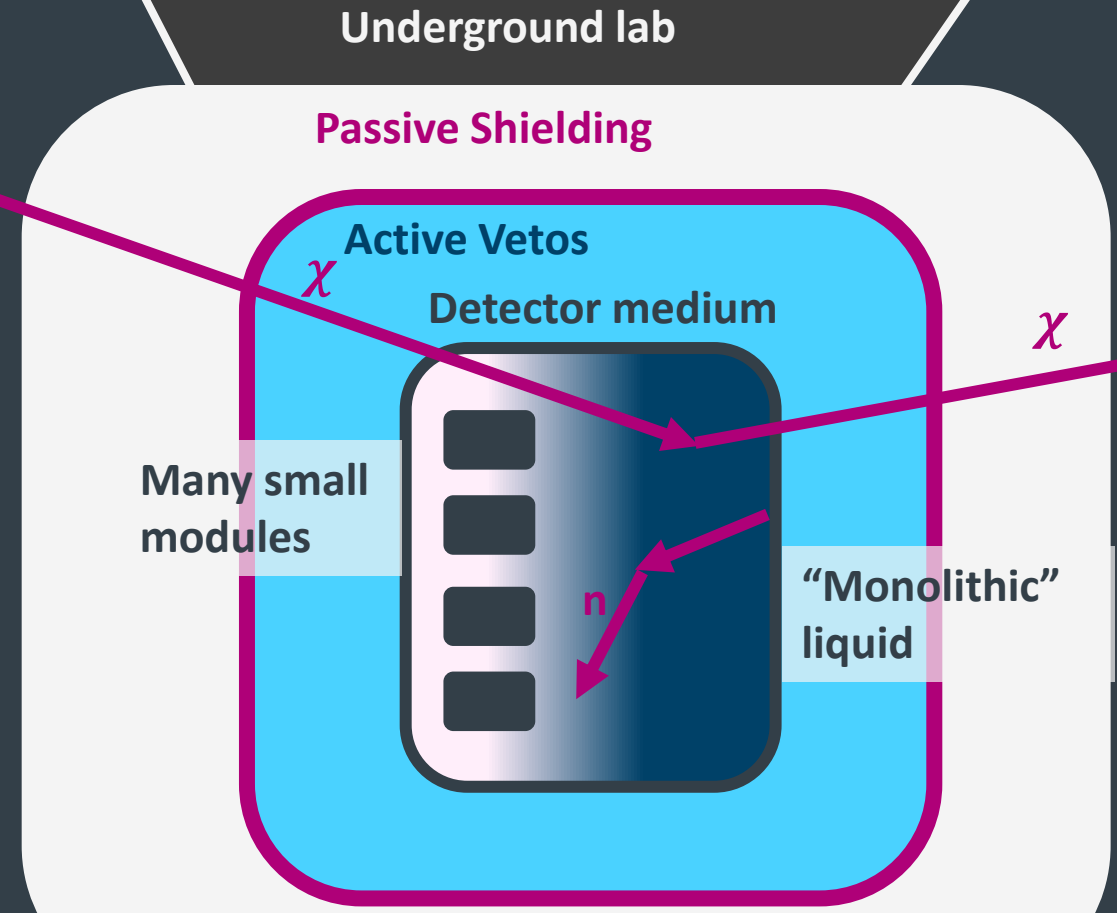 Underground lab
Passive Shielding
Active Vetos
χ
Detector medium
χ
Many small
modules
n
“Monolithic”
liquid